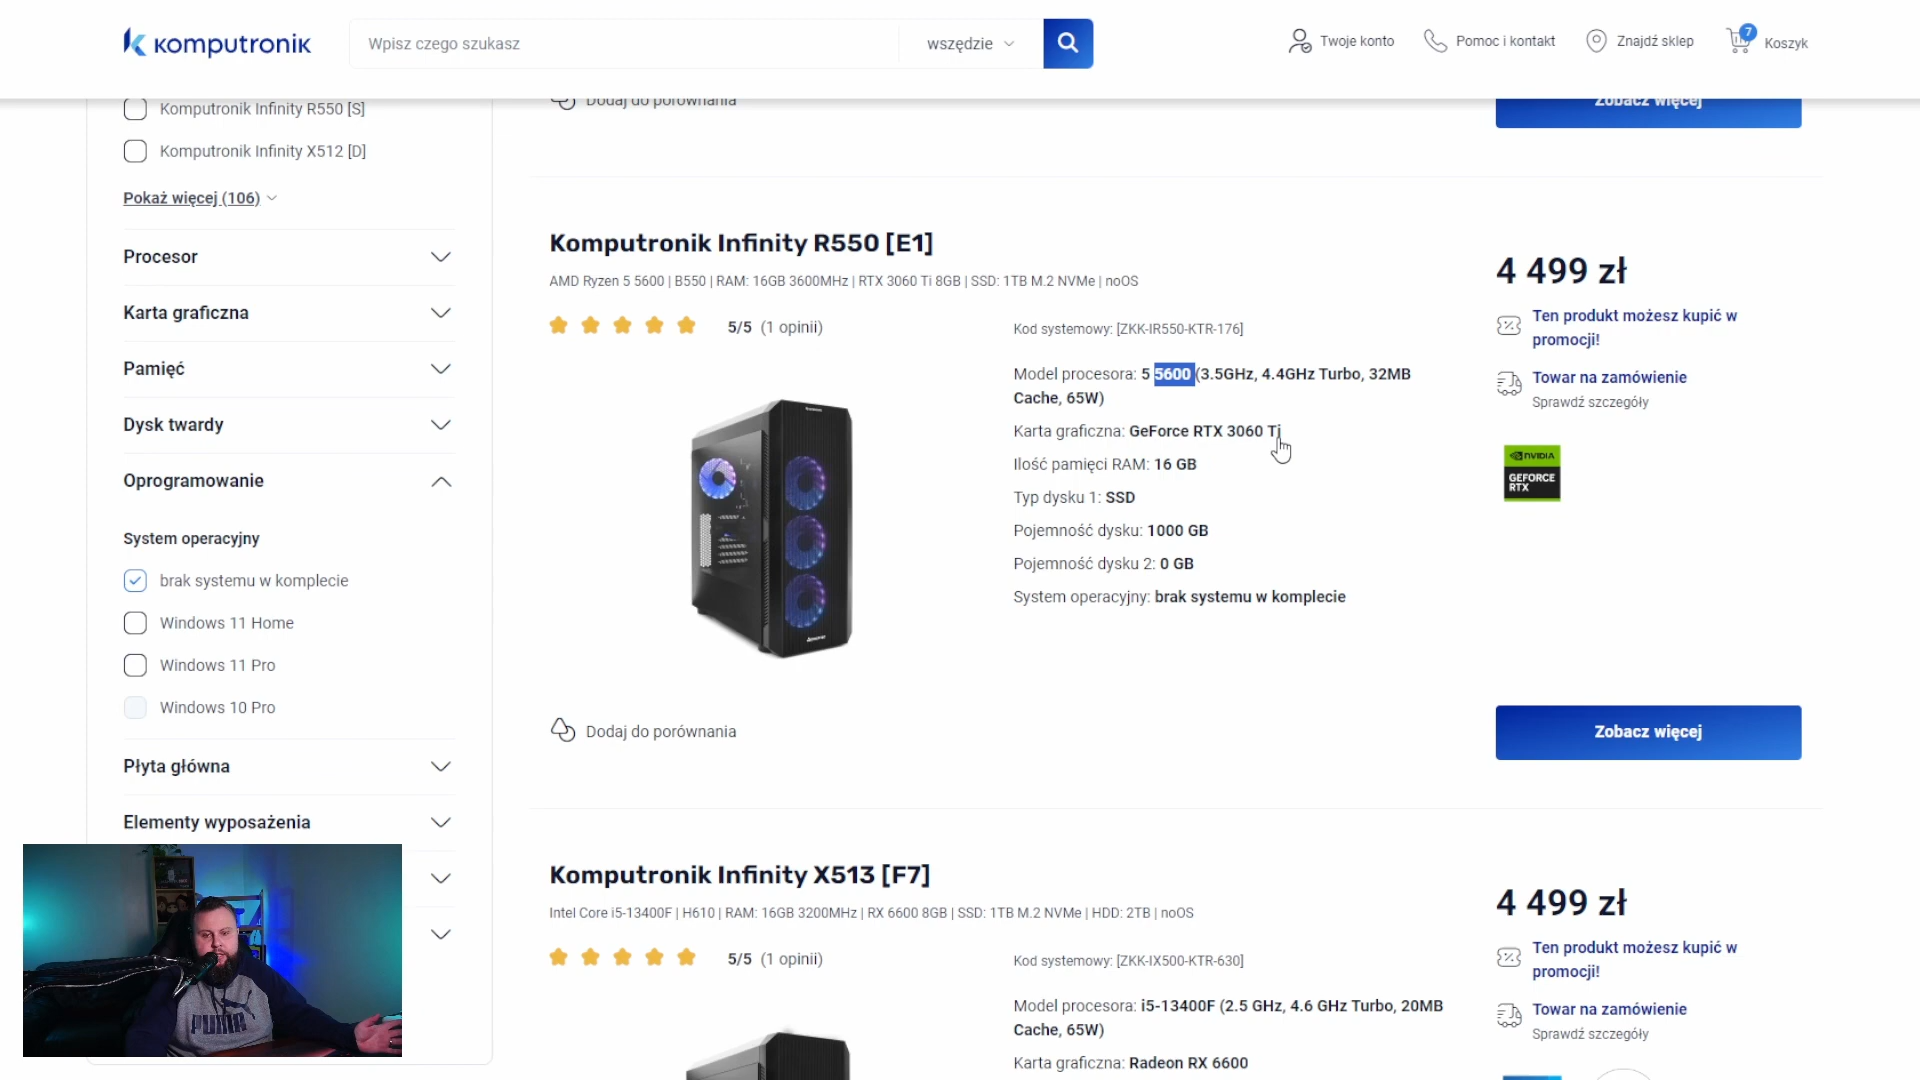 komputronik
Wpisz czego szukasz
wszędzie
Twoje konto
Pomoc i kontakt
Znajdź sklep
7
Koszyk
Komputronik Infinity R550 [S]
Komputronik Infinity X512 [D]
Pokaż więcej (106)
Procesor
Karta graficzna
Pamięć
Dysk twardy
Oprogramowanie
System operacyjny
brak systemu w komplecie
Windows 11 Home
Windows 11 Pro
Windows 10 Pro
Płyta główna
Elementy wyposażenia
PUMA
Dodaj do porównania
Zobacz więcej
Komputronik Infinity R550 [E1]
AMD Ryzen 5 5600 | B550 | RAM: 16GB 3600MHz | RTX 3060 Ti 8GB | SSD: 1TB M.2 NVMe | noOS
5/5 (1 opinii)
Kod systemowy: [ZKK-IR550-KTR-176]
Model procesora: 5 5600 (3.5GHz, 4.4GHz Turbo, 32MB
Cache, 65W)
Karta graficzna: GeForce RTX 3060 Ti
Ilość pamięci RAM: 16 GB
Typ dysku 1: SSD
Pojemność dysku: 1000 GB
Pojemność dysku 2: 0 GB
System operacyjny: brak systemu w komplecie
4 499 zł
Ten produkt możesz kupić w
promocji!
Towar na zamówienie
Sprawdź szczegóły
NVIDIA
GEFORCE
RTX
Dodaj do porównania
Zobacz więcej
Komputronik Infinity X513 [F7]
Intel Core i5-13400F | H610 | RAM: 16GB 3200MHz | RX 6600 8GB | SSD: 1TB M.2 NVMe | HDD: 2TB | noOS
5/5 (1 opinii)
Kod systemowy: [ZKK-IX500-KTR-630]
Model procesora: i5-13400F (2.5 GHz, 4.6 GHz Turbo, 20MB
Cache, 65W)
Karta graficzna: Radeon RX 6600
4 499 zł
Ten produkt możesz kupić w
promocji!
Towar na zamówienie
Sprawdź szczegóły